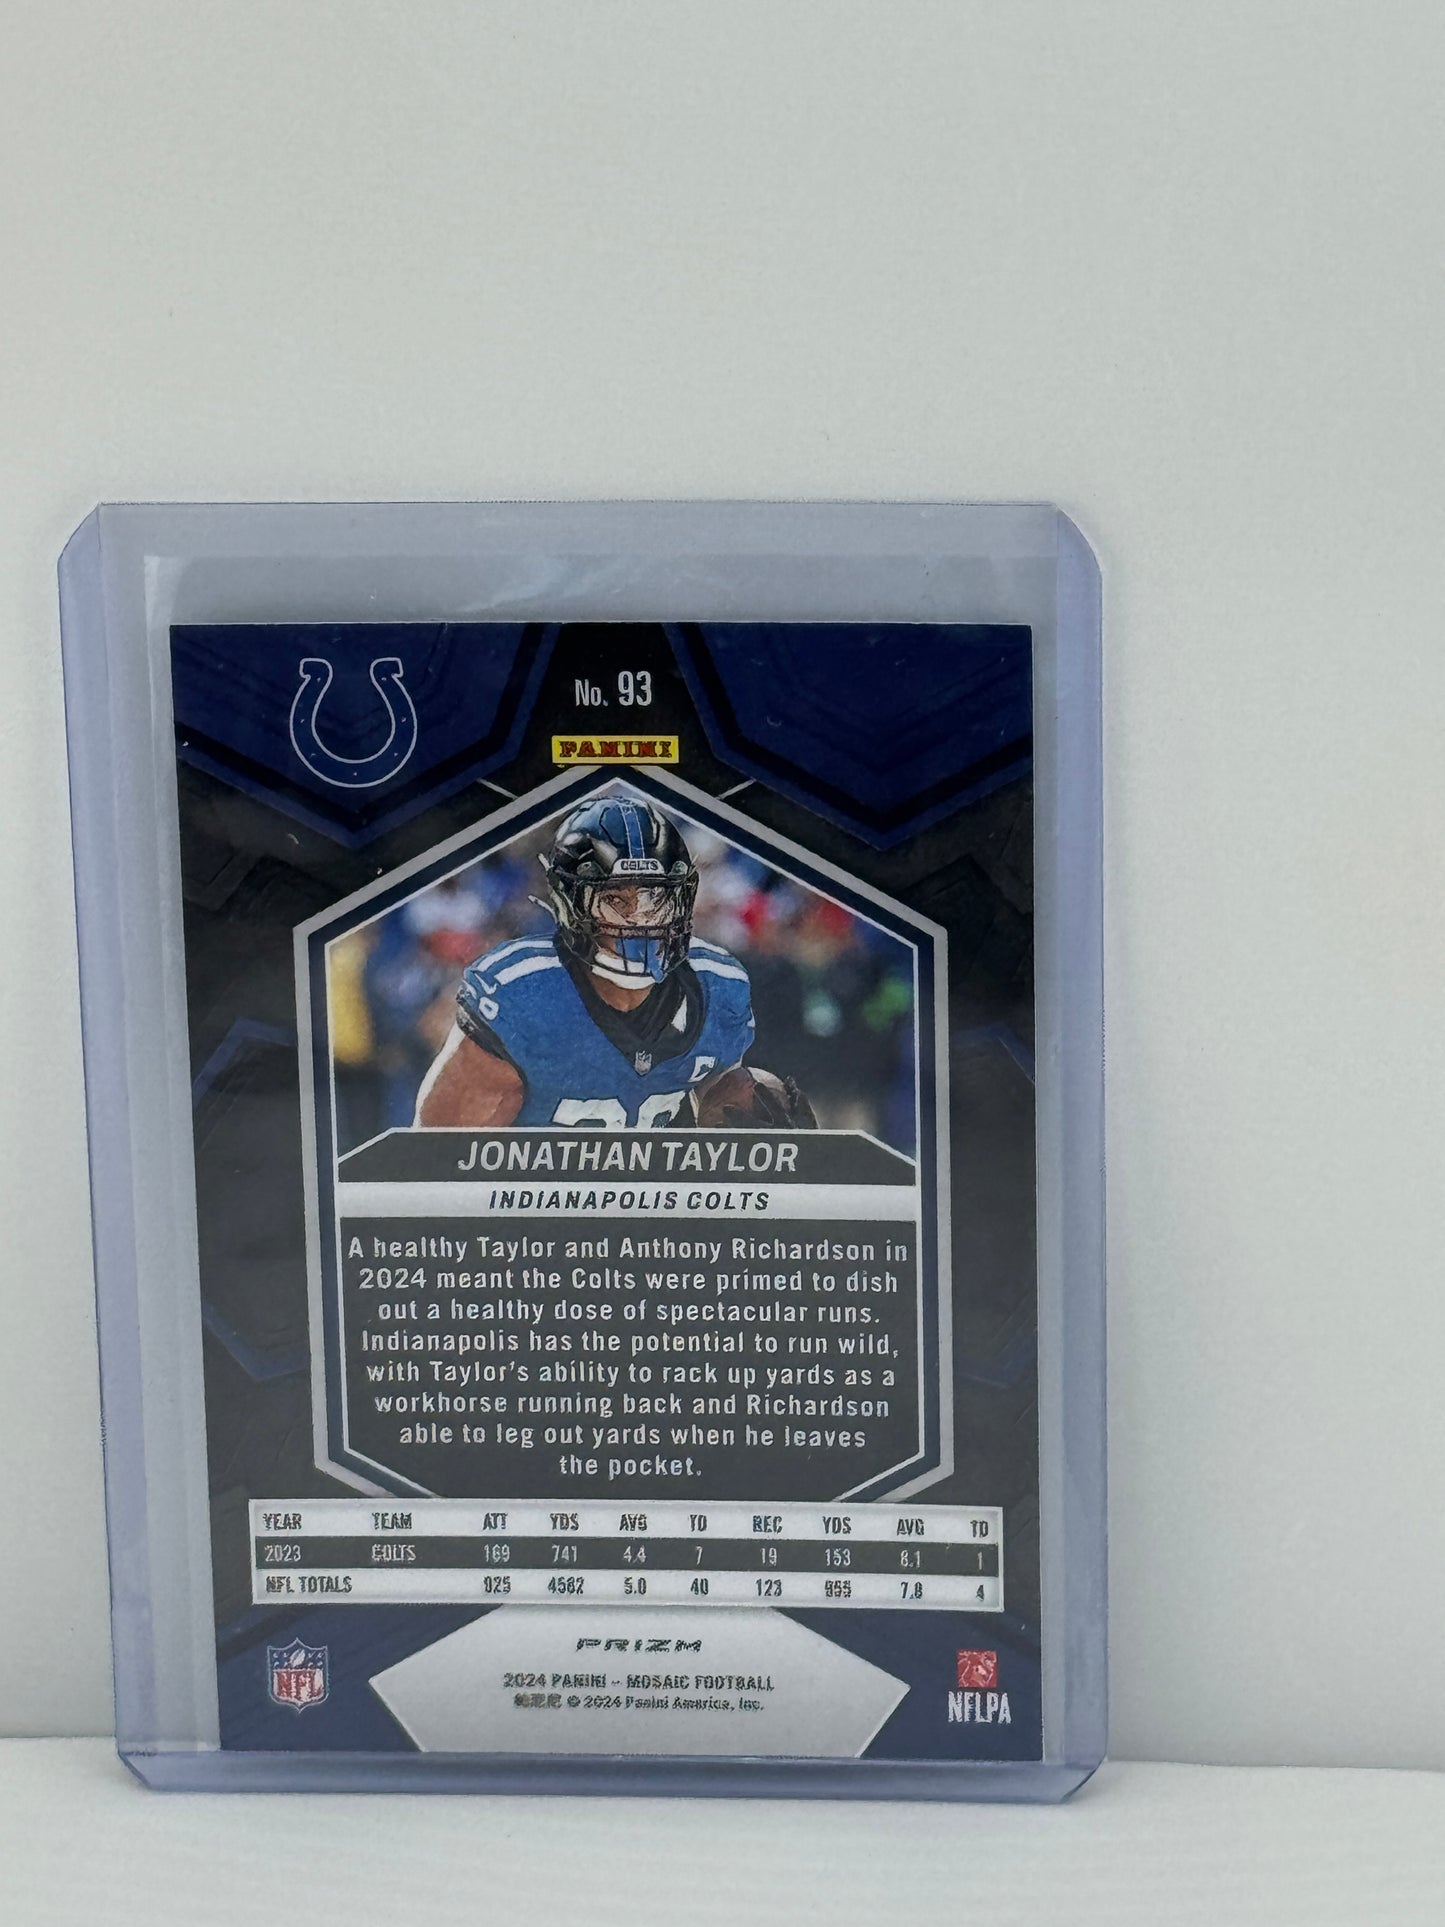 No. 93
PANINI
COLTS
JONATHAN TAYLOR
INDIANAPOLIS COLTS
A healthy Taylor and Anthony Richardson in
2024 meant the Colts were primed to dish
out a healthy dose of spectacular runs.
Indianapolis has the potential to run wild,
with Taylor's ability to rack up yards as a
workhorse running back and Richardson
able to leg out yards when he leaves
the pocket.
YEAR TEAM ATT YDS AVG TD REC YDS AVG TD
2023 COLTS 169 741 4.4 7 19 153 8.1 1
NFL TOTALS 925 4582 5.0 40 123 955 7.8 4
PRIZM
2024 PANINI - MOSAIC FOOTBALL
© 2024 Panini America, Inc.
NFL
NFLPA